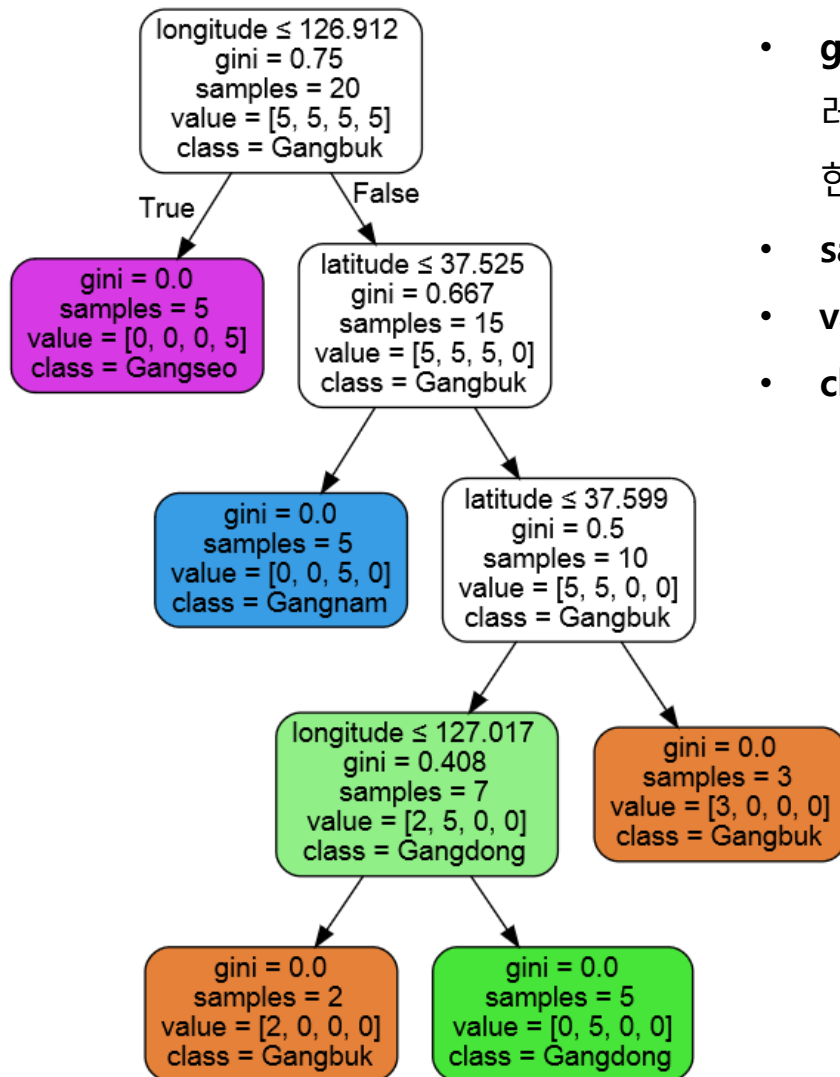 longitude ≤ 126.912
gini = 0.75
samples = 20
value = [5, 5, 5, 5]
class = Gangbuk
True
False
gini = 0.0
samples = 5
value = [0, 0, 0, 5]
class = Gangseo
latitude ≤ 37.525
gini = 0.667
samples = 15
value = [5, 5, 5, 0]
class = Gangbuk
gini = 0.0
samples = 5
value = [0, 0, 5, 0]
class = Gangnam
latitude ≤ 37.599
gini = 0.5
samples = 10
value = [5, 5, 0, 0]
class = Gangbuk
longitude ≤ 127.017
gini = 0.408
samples = 7
value = [2, 5, 0, 0]
class = Gangdong
gini = 0.0
samples = 3
value = [3, 0, 0, 0]
class = Gangbuk
gini = 0.0
samples = 2
value = [2, 0, 0, 0]
class = Gangbuk
gini = 0.0
samples = 5
value = [0, 5, 0, 0]
class = Gangdong